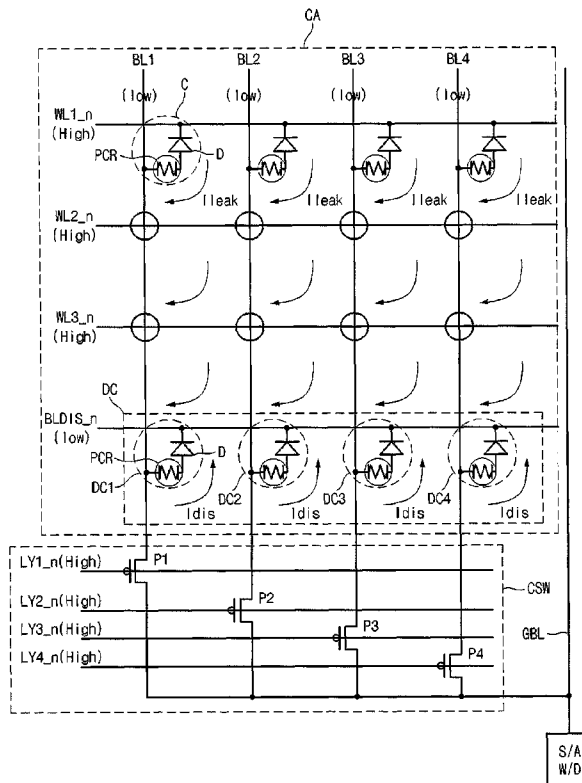 CA
BL1 BL2 BL3 BL4
(low) (low) (low) (low)
C
WL1_n
(High)
PCR D
Ileak Ileak Ileak Ileak
WL2_n
(High)
WL3_n
(High)
DC
BLDIS_n
(low)
PCR D
DC1 DC2 DC3 DC4
Idis Idis Idis Idis
LY1_n(High) P1
CSW
LY2_n(High) P2
LY3_n(High) P3
GBL
LY4_n(High) P4
S/A
W/D